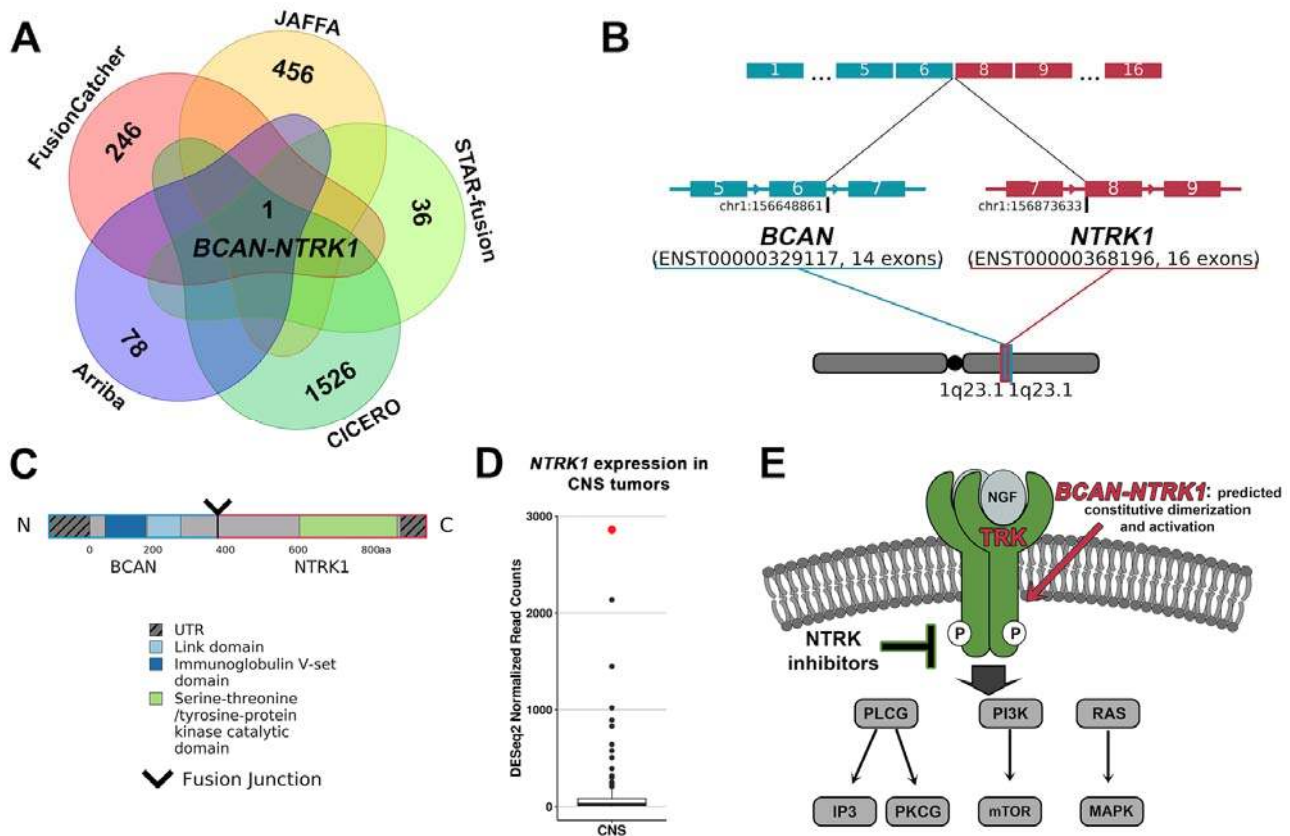 A
JAFFA
456
FusionCatcher
246
STAR-fusion
36
1
BCAN-NTRK1
Arriba
78
CICERO
1526
B
1 ... 5 6 8 9 ... 16
5 6 7
7 8 9
chr1:156648861
chr1:156873633
BCAN
NTRK1
(ENST00000329117, 14 exons)
(ENST00000368196, 16 exons)
1q23.1 1q23.1
C
N
C
0 200 400 600 800aa
BCAN
NTRK1
UTR
Link domain
Immunoglobulin V-set
domain
Serine-threonine
/tyrosine-protein
kinase catalytic
domain
Fusion Junction
D
NTRK1 expression in
CNS tumors
DESeq2 Normalized Read Counts
3000
2000
1000
0
CNS
E
NGF
TRK
BCAN-NTRK1: predicted
constitutive dimerization
and activation
P
P
NTRK
inhibitors
PLCG
PI3K
RAS
IP3
PKCG
mTOR
MAPK